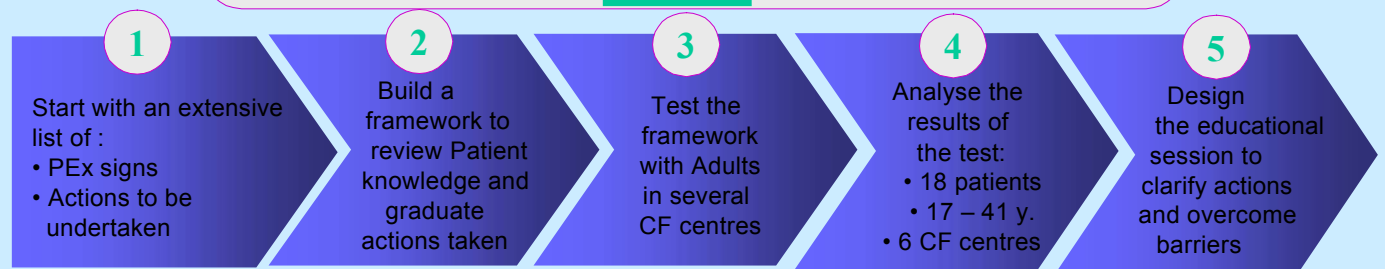 1
Start with an extensive
list of :
• PEx signs
• Actions to be
undertaken
2
Build a
framework to
review Patient
knowledge and
graduate
actions taken
3
Test the
framework
with Adults
in several
CF centres
4
Analyse the
results of
the test:
• 18 patients
• 17 – 41 y.
• 6 CF centres
5
Design
the educational
session to
clarify actions
and overcome
barriers